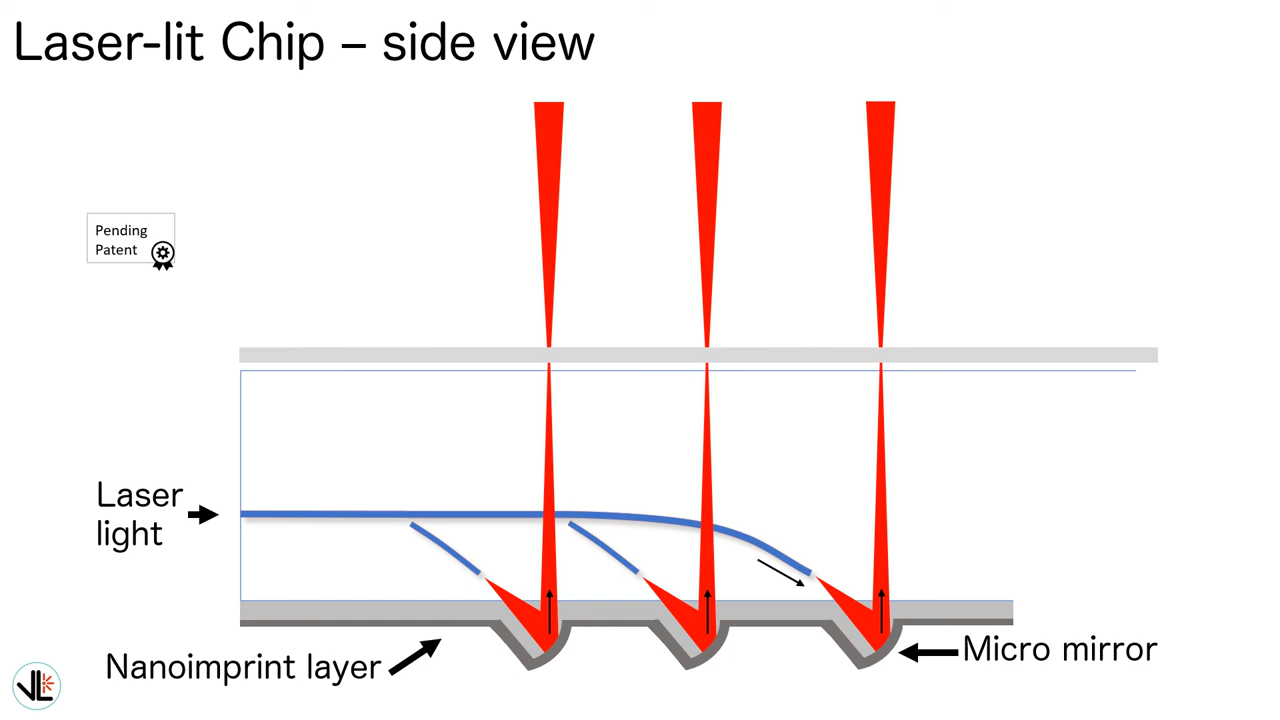 Laser-lit Chip – side view
Pending
Patent
Laser
light
Nanoimprint layer
Micro mirror